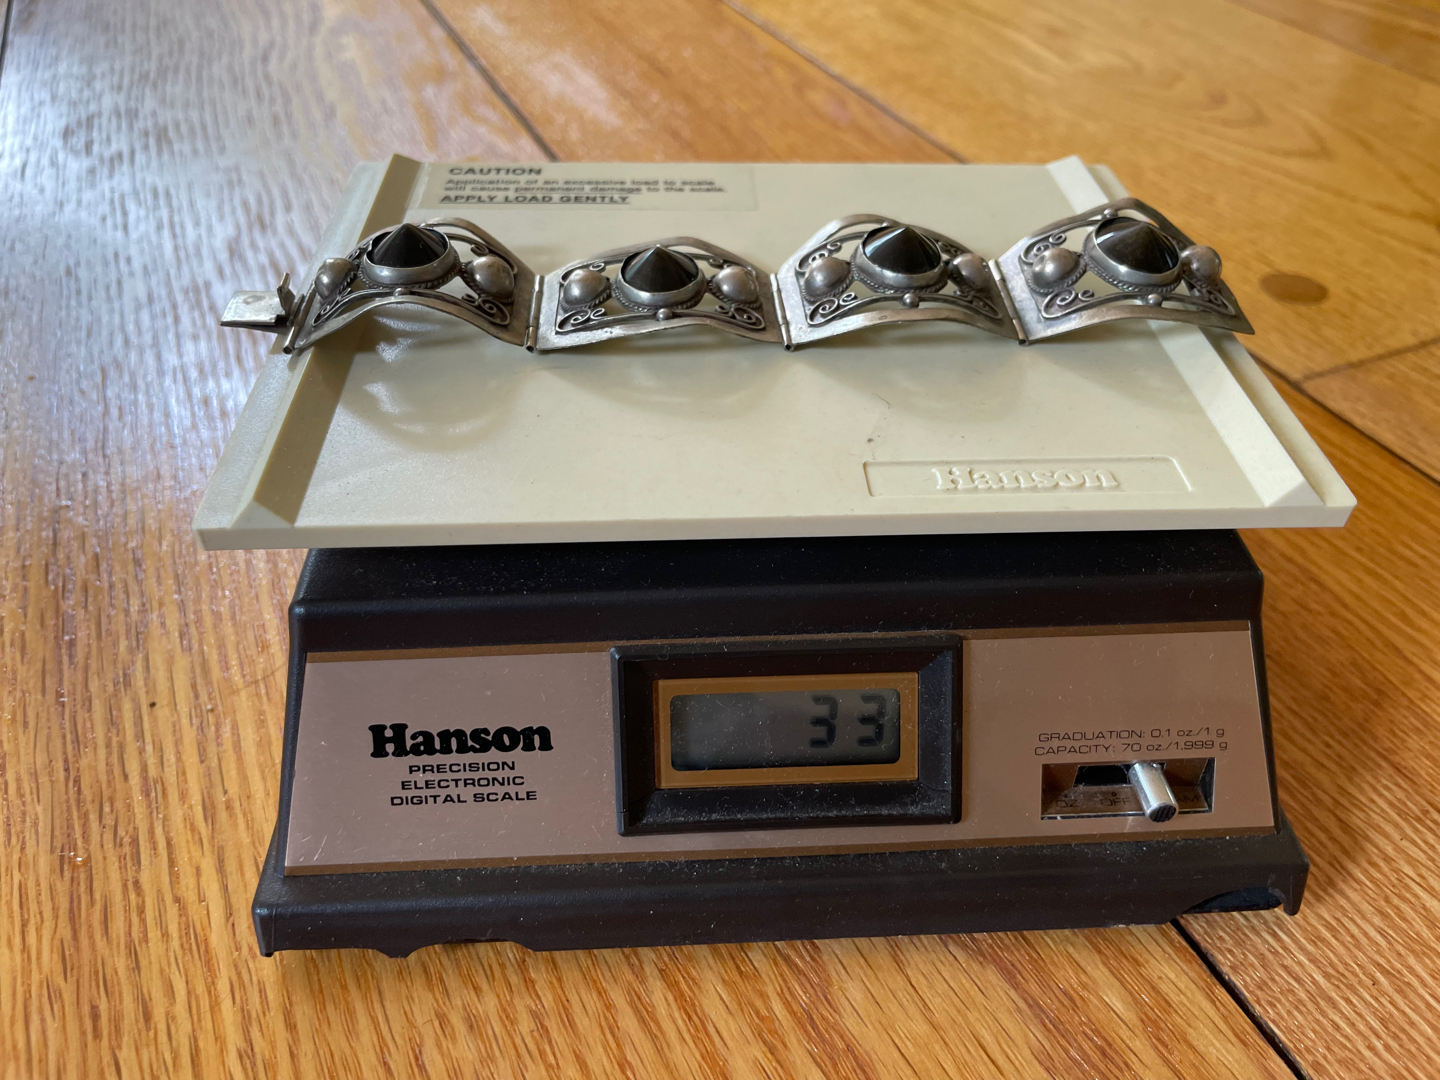 CAUTION
Application of an excessive load to scale
will cause permanent damage to the scale.
APPLY LOAD GENTLY
Hanson
Hanson
PRECISION
ELECTRONIC
DIGITAL SCALE
33
GRADUATION: 0.1 oz./1 g
CAPACITY: 70 oz./1,999 g
OZ OFF